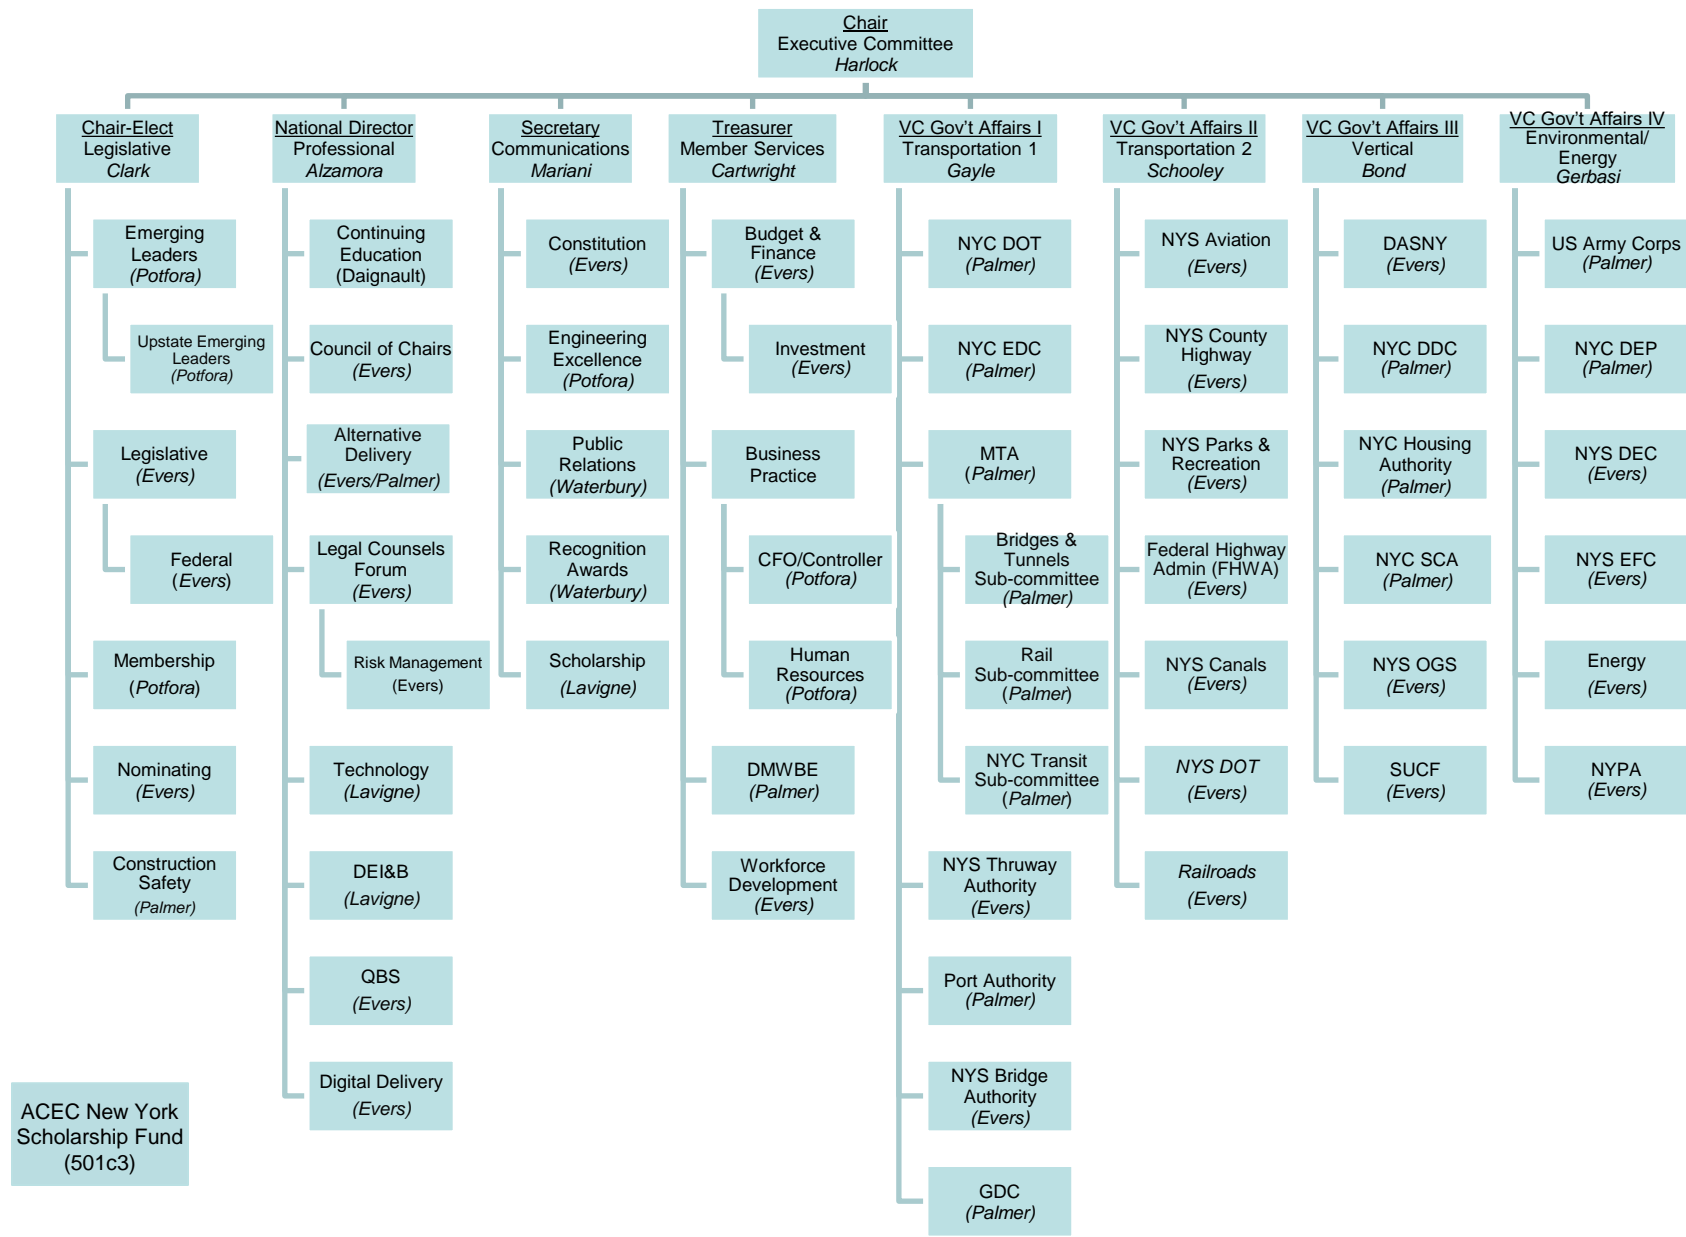 Chair
Executive Committee
Harlock
Chair-Elect
Legislative
Clark
National Director
Professional
Alzamora
Secretary
Communications
Mariani
Treasurer
Member Services
Cartwright
VC Gov't Affairs I
Transportation 1
Gayle
VC Gov't Affairs II
Transportation 2
Schooley
VC Gov't Affairs III
Vertical
Bond
VC Gov't Affairs IV
Environmental/
Energy
Gerbasi
Emerging
Leaders
(Potfora)
Upstate Emerging
Leaders
(Potfora)
Legislative
(Evers)
Federal
(Evers)
Membership
(Potfora)
Nominating
(Evers)
Construction
Safety
(Palmer)
Continuing
Education
(Daignault)
Council of Chairs
(Evers)
Alternative
Delivery
(Evers/Palmer)
Legal Counsels
Forum
(Evers)
Risk Management
(Evers)
Technology
(Lavigne)
DEI&B
(Lavigne)
QBS
(Evers)
Digital Delivery
(Evers)
Constitution
(Evers)
Engineering
Excellence
(Potfora)
Public
Relations
(Waterbury)
Recognition
Awards
(Waterbury)
Scholarship
(Lavigne)
Budget &
Finance
(Evers)
Investment
(Evers)
Business
Practice
CFO/Controller
(Potfora)
Human
Resources
(Potfora)
DMWBE
(Palmer)
Workforce
Development
(Evers)
NYC DOT
(Palmer)
NYC EDC
(Palmer)
MTA
(Palmer)
Bridges &
Tunnels
Sub-committee
(Palmer)
Rail
Sub-committee
(Palmer)
NYC Transit
Sub-committee
(Palmer)
NYS Thruway
Authority
(Evers)
Port Authority
(Palmer)
NYS Bridge
Authority
(Evers)
GDC
(Palmer)
NYS Aviation
(Evers)
NYS County
Highway
(Evers)
NYS Parks &
Recreation
(Evers)
Federal Highway
Admin (FHWA)
(Evers)
NYS Canals
(Evers)
NYS DOT
(Evers)
Railroads
(Evers)
DASNY
(Evers)
NYC DDC
(Palmer)
NYC Housing
Authority
(Palmer)
NYC SCA
(Palmer)
NYS OGS
(Evers)
SUCF
(Evers)
US Army Corps
(Palmer)
NYC DEP
(Palmer)
NYS DEC
(Evers)
NYS EFC
(Evers)
Energy
(Evers)
NYPA
(Evers)
ACEC New York
Scholarship Fund
(501c3)